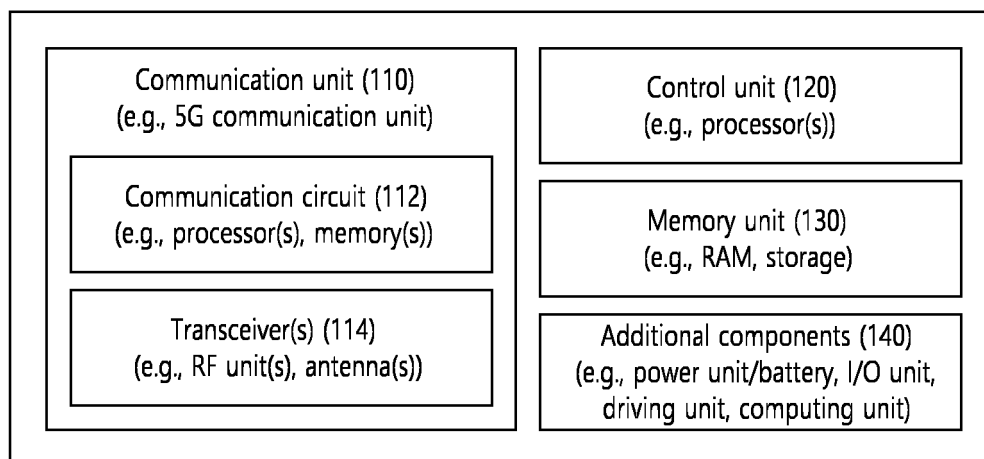 Communication unit (110)
(e.g., 5G communication unit)
Communication circuit (112)
(e.g., processor(s), memory(s))
Transceiver(s) (114)
(e.g., RF unit(s), antenna(s))
Control unit (120)
(e.g., processor(s))
Memory unit (130)
(e.g., RAM, storage)
Additional components (140)
(e.g., power unit/battery, I/O unit,
driving unit, computing unit)